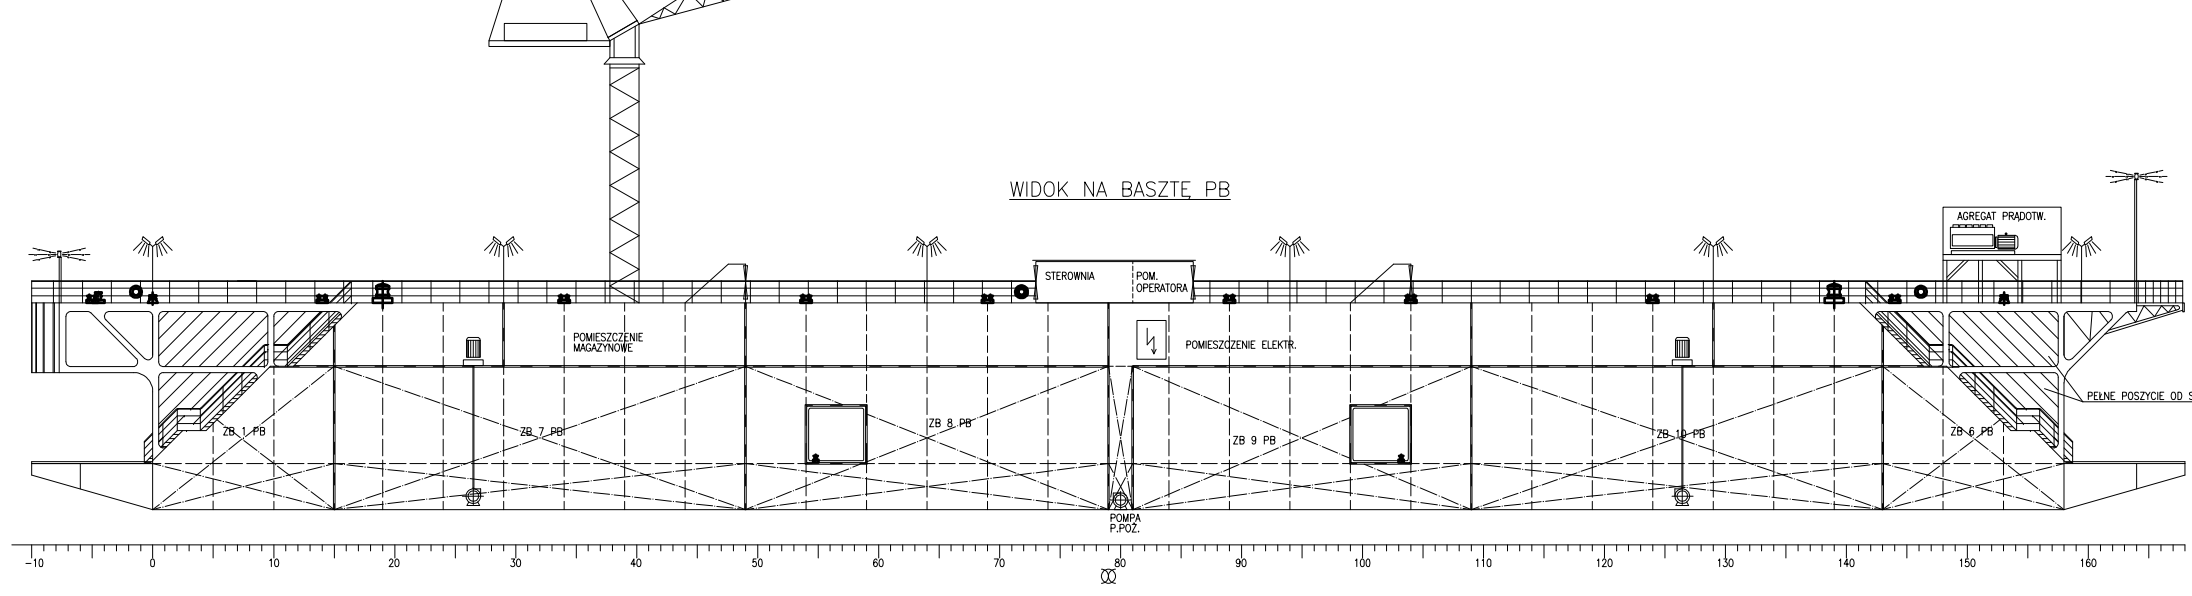 WIDOK NA BASZTĘ PB
AGREGAT PRĄDOTW.
STEROWNIA
POM.
OPERATORA
POMIESZCZENIE
MAGAZYNOWE
POMIESZCZENIE ELEKTR.
PEŁNE POSZYCIE OD S
ZB 1 PB
ZB 7 PB
ZB 8 PB
ZB 9 PB
ZB 10 PB
ZB 6 PB
POMPA
P.POŻ.
-10 0 10 20 30 40 50 60 70 80 90 100 110 120 130 140 150 160